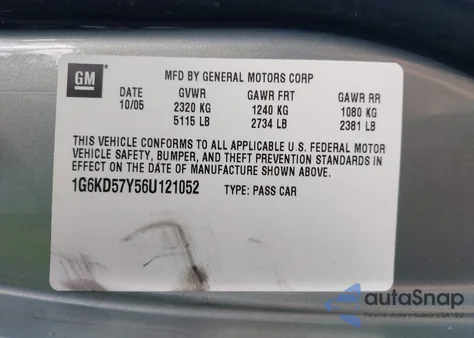 GM
MFD BY GENERAL MOTORS CORP
DATE GVWR GAWR FRT GAWR RR
10/05 2320 KG 1240 KG 1080 KG
5115 LB 2734 LB 2381 LB
THIS VEHICLE CONFORMS TO ALL APPLICABLE U.S. FEDERAL MOTOR
VEHICLE SAFETY, BUMPER, AND THEFT PREVENTION STANDARDS IN
EFFECT ON THE DATE OF MANUFACTURE SHOWN ABOVE.
1G6KD57Y56U121052 TYPE: PASS CAR
autoSnap